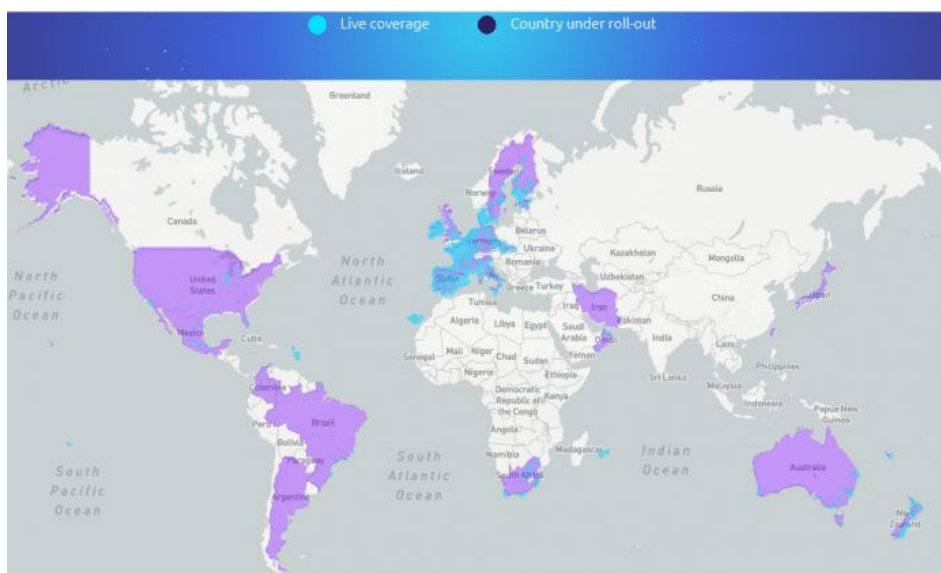 Live coverage
Country under roll-out
Arctic
Greenland
Iceland
Sweden
Norway
Russia
Canada
Belarus
Germany
Ukraine
Kazakhstan
Mongolia
Romania
North
Pacific
Ocean
United
States
North
Atlantic
Ocean
Spain
Greece
Turkey
Uzbekistan
China
Japan
Tunisia
Iraq
Iran
Pakistan
Mexico
Cuba
Algeria
Libya
Egypt
Saudi
Arabia
Oman
India
Laos
Senegal
Mali
Niger
Chad
Sudan
Yemen
Philippines
Nigeria
Ethiopia
Sri Lanka
Malaysia
Colombia
Democratic
Republic of
the Congo
Kenya
Indonesia
Papua New
Guinea
Peru
Brazil
Bolivia
Angola
Paraguay
Namibia
Madagascar
Indian
Ocean
South
Pacific
Ocean
South
Atlantic
Ocean
South Africa
Australia
Argentina
New
Zealand